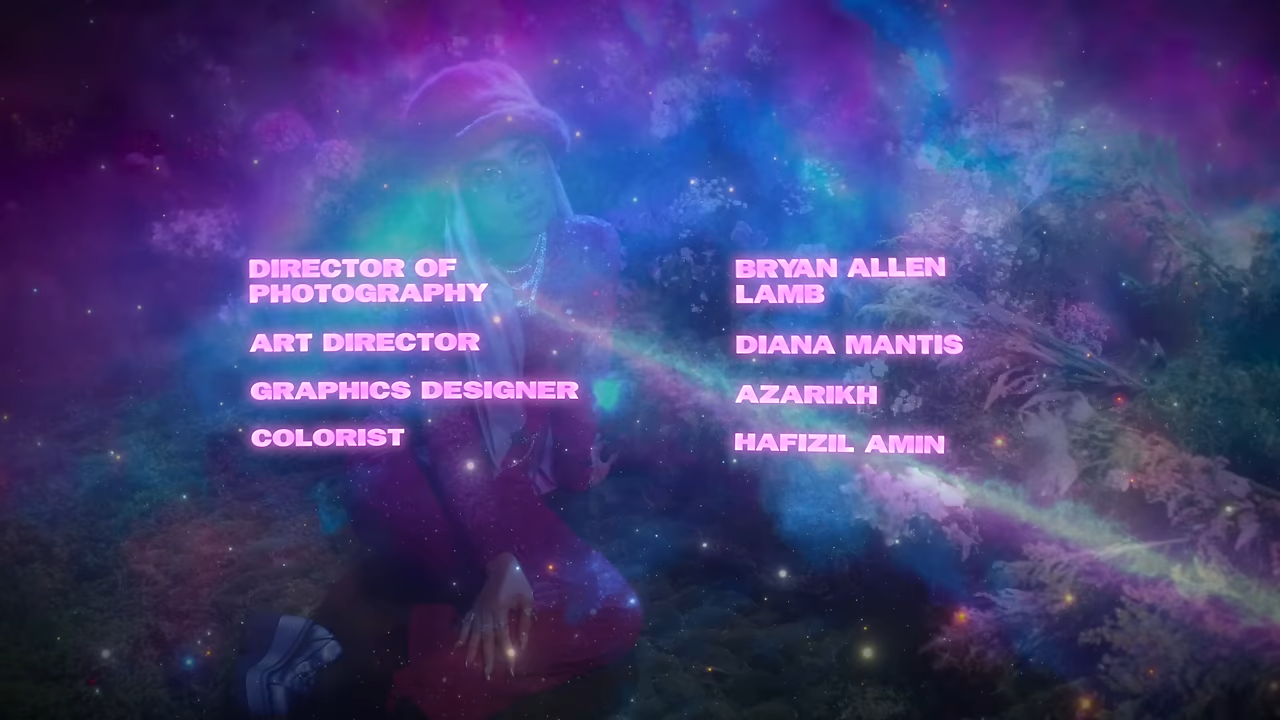 DIRECTOR OF
PHOTOGRAPHY
BRYAN ALLEN
LAMB
ART DIRECTOR
DIANA MANTIS
GRAPHICS DESIGNER
AZARIKH
COLORIST
HAFIZIL AMIN